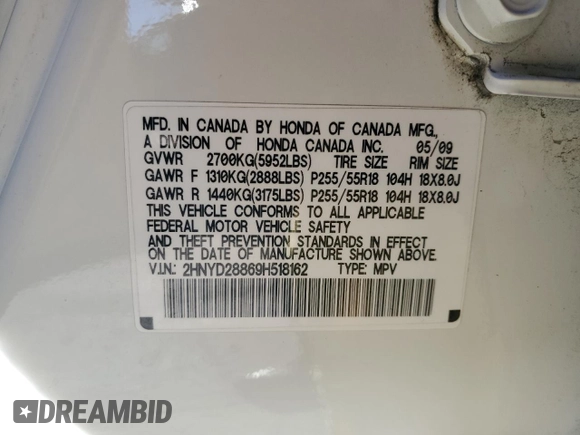 MFD. IN CANADA BY HONDA OF CANADA MFG.,
A DIVISION OF HONDA CANADA INC. 05/09
GVWR 2700KG(5952LBS) TIRE SIZE RIM SIZE
GAWR F 1310KG(2888LBS) P255/55R18 104H 18X8.0J
GAWR R 1440KG(3175LBS) P255/55R18 104H 18X8.0J
THIS VEHICLE CONFORMS TO ALL APPLICABLE
FEDERAL MOTOR VEHICLE SAFETY
AND THEFT PREVENTION STANDARDS IN EFFECT
ON THE DATE OF MANUFACTURE SHOWN ABOVE.
V.I.N.: 2HNYD28869H518162 TYPE: MPV
DREAMBID